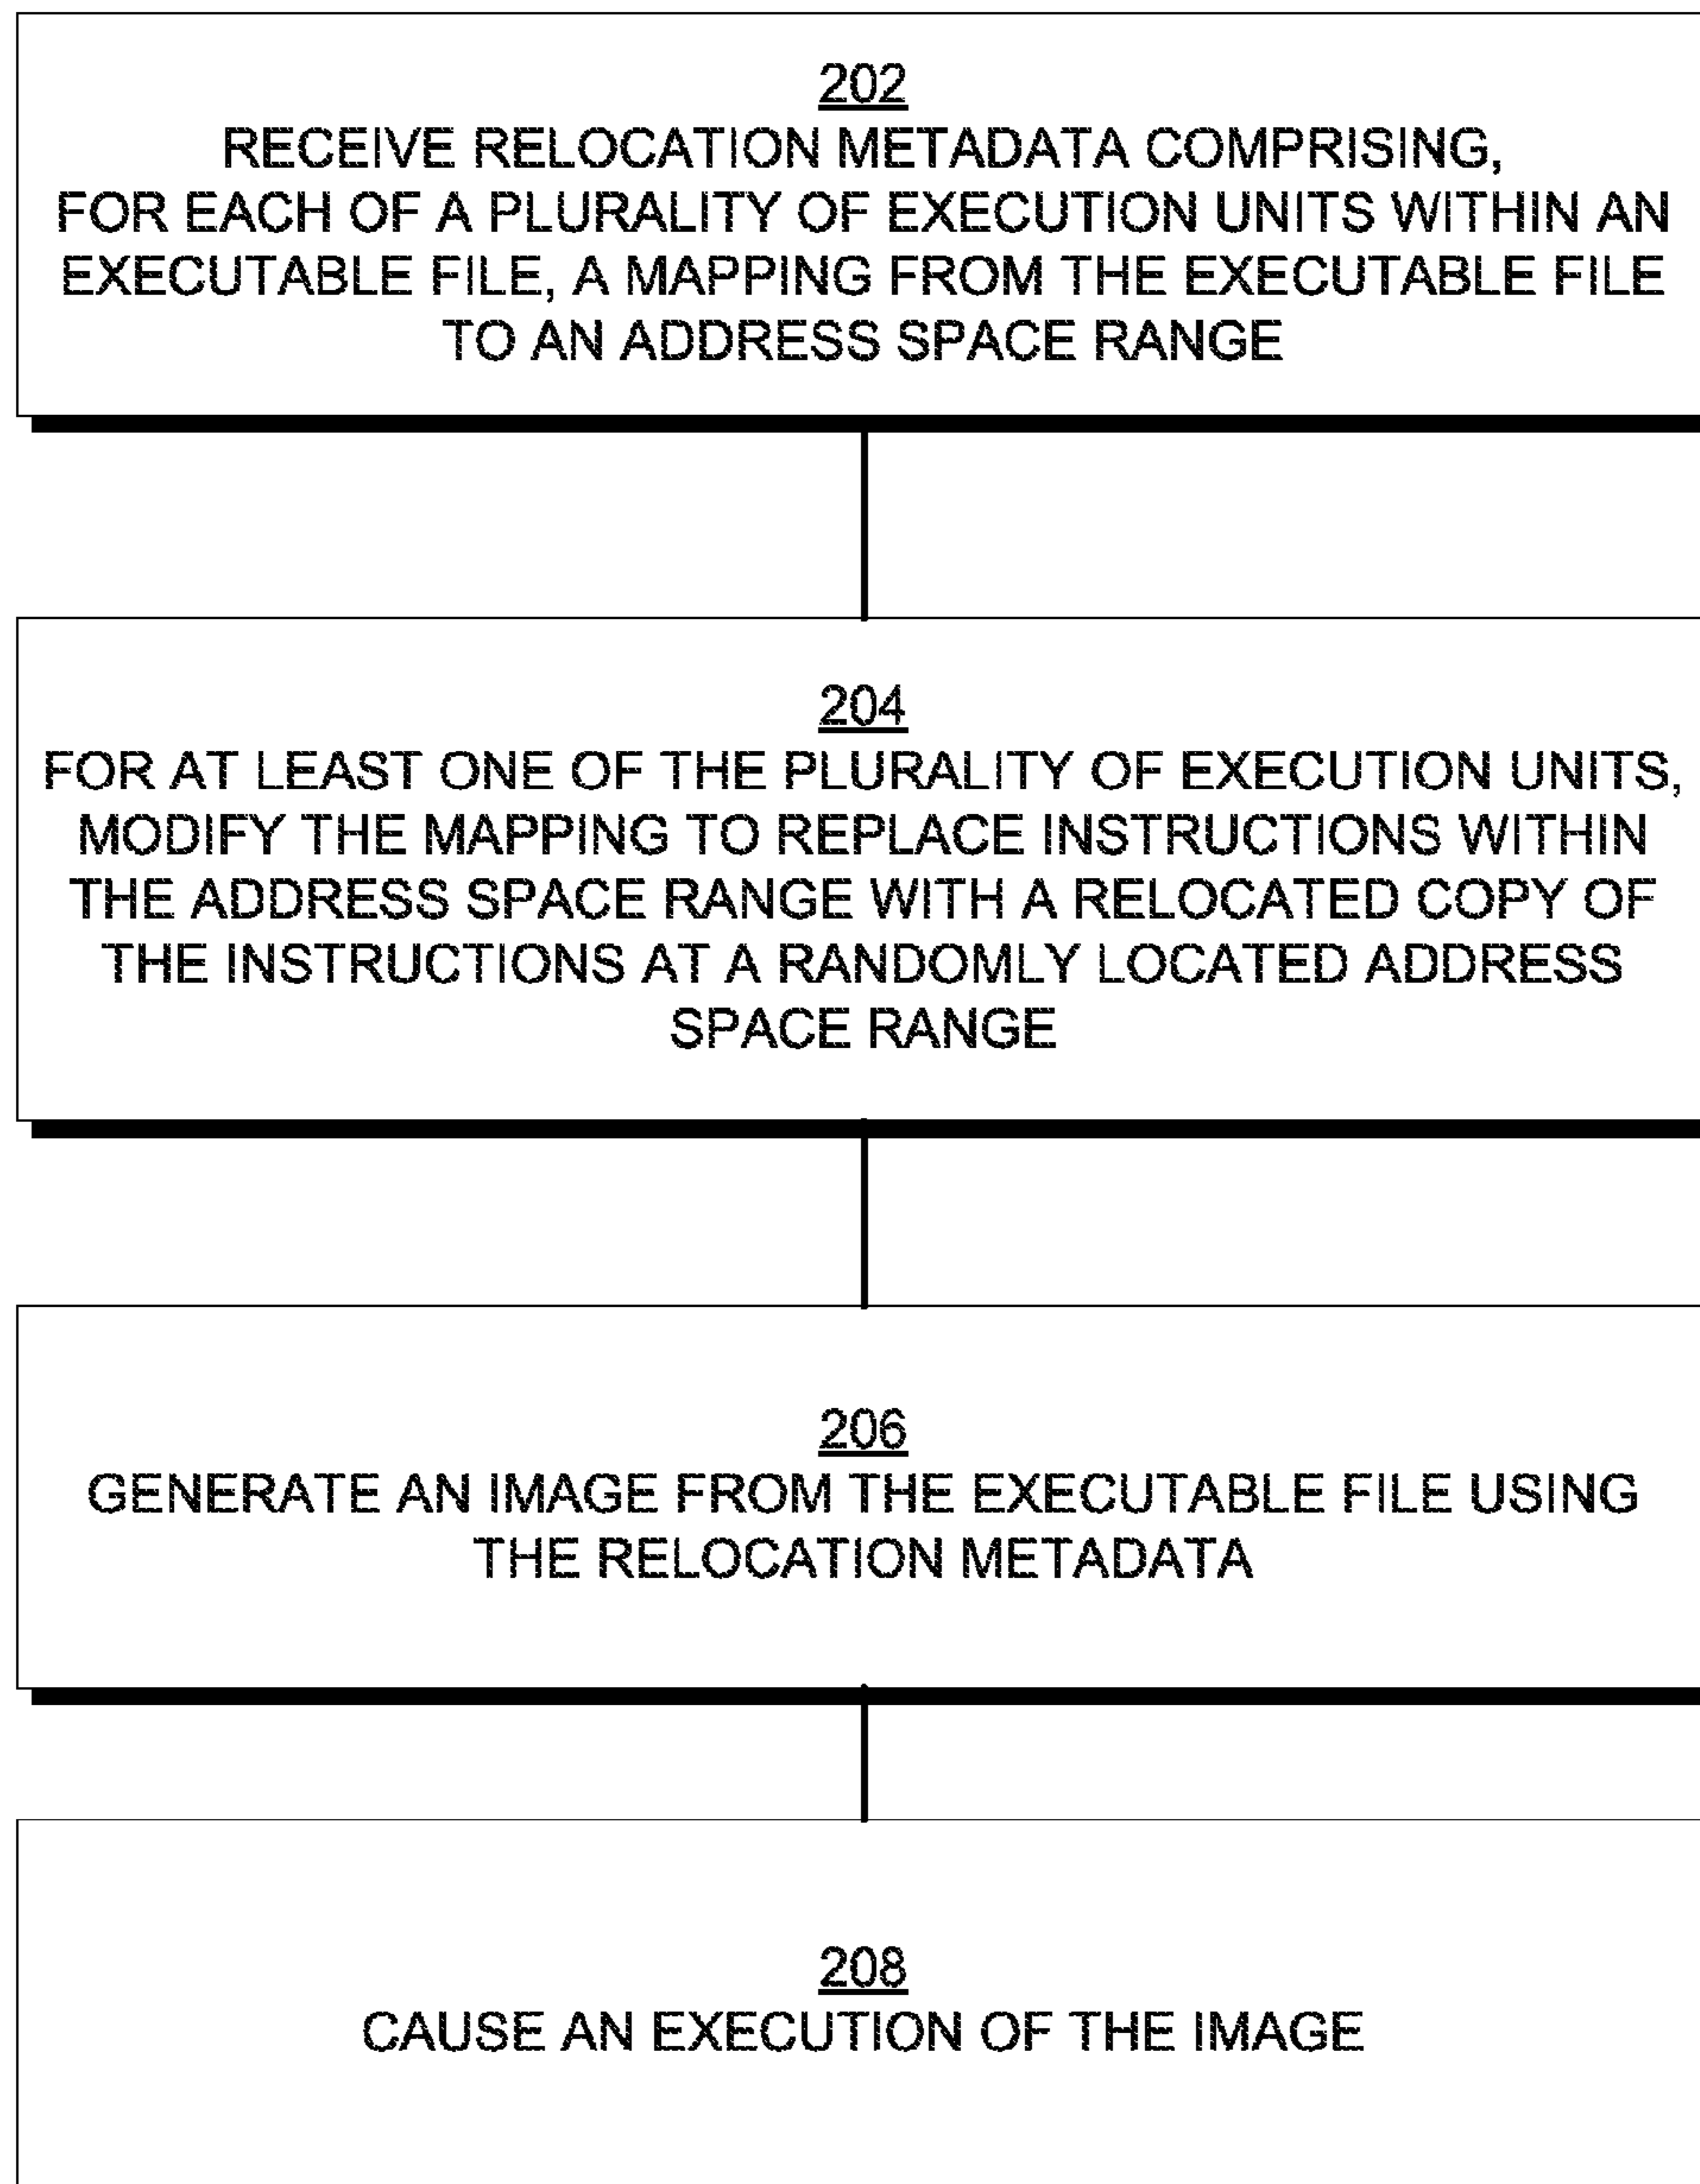 202
RECEIVE RELOCATION METADATA COMPRISING,
FOR EACH OF A PLURALITY OF EXECUTION UNITS WITHIN AN
EXECUTABLE FILE, A MAPPING FROM THE EXECUTABLE FILE
TO AN ADDRESS SPACE RANGE
204
FOR AT LEAST ONE OF THE PLURALITY OF EXECUTION UNITS,
MODIFY THE MAPPING TO REPLACE INSTRUCTIONS WITHIN
THE ADDRESS SPACE RANGE WITH A RELOCATED COPY OF
THE INSTRUCTIONS AT A RANDOMLY LOCATED ADDRESS
SPACE RANGE
206
GENERATE AN IMAGE FROM THE EXECUTABLE FILE USING
THE RELOCATION METADATA
208
CAUSE AN EXECUTION OF THE IMAGE